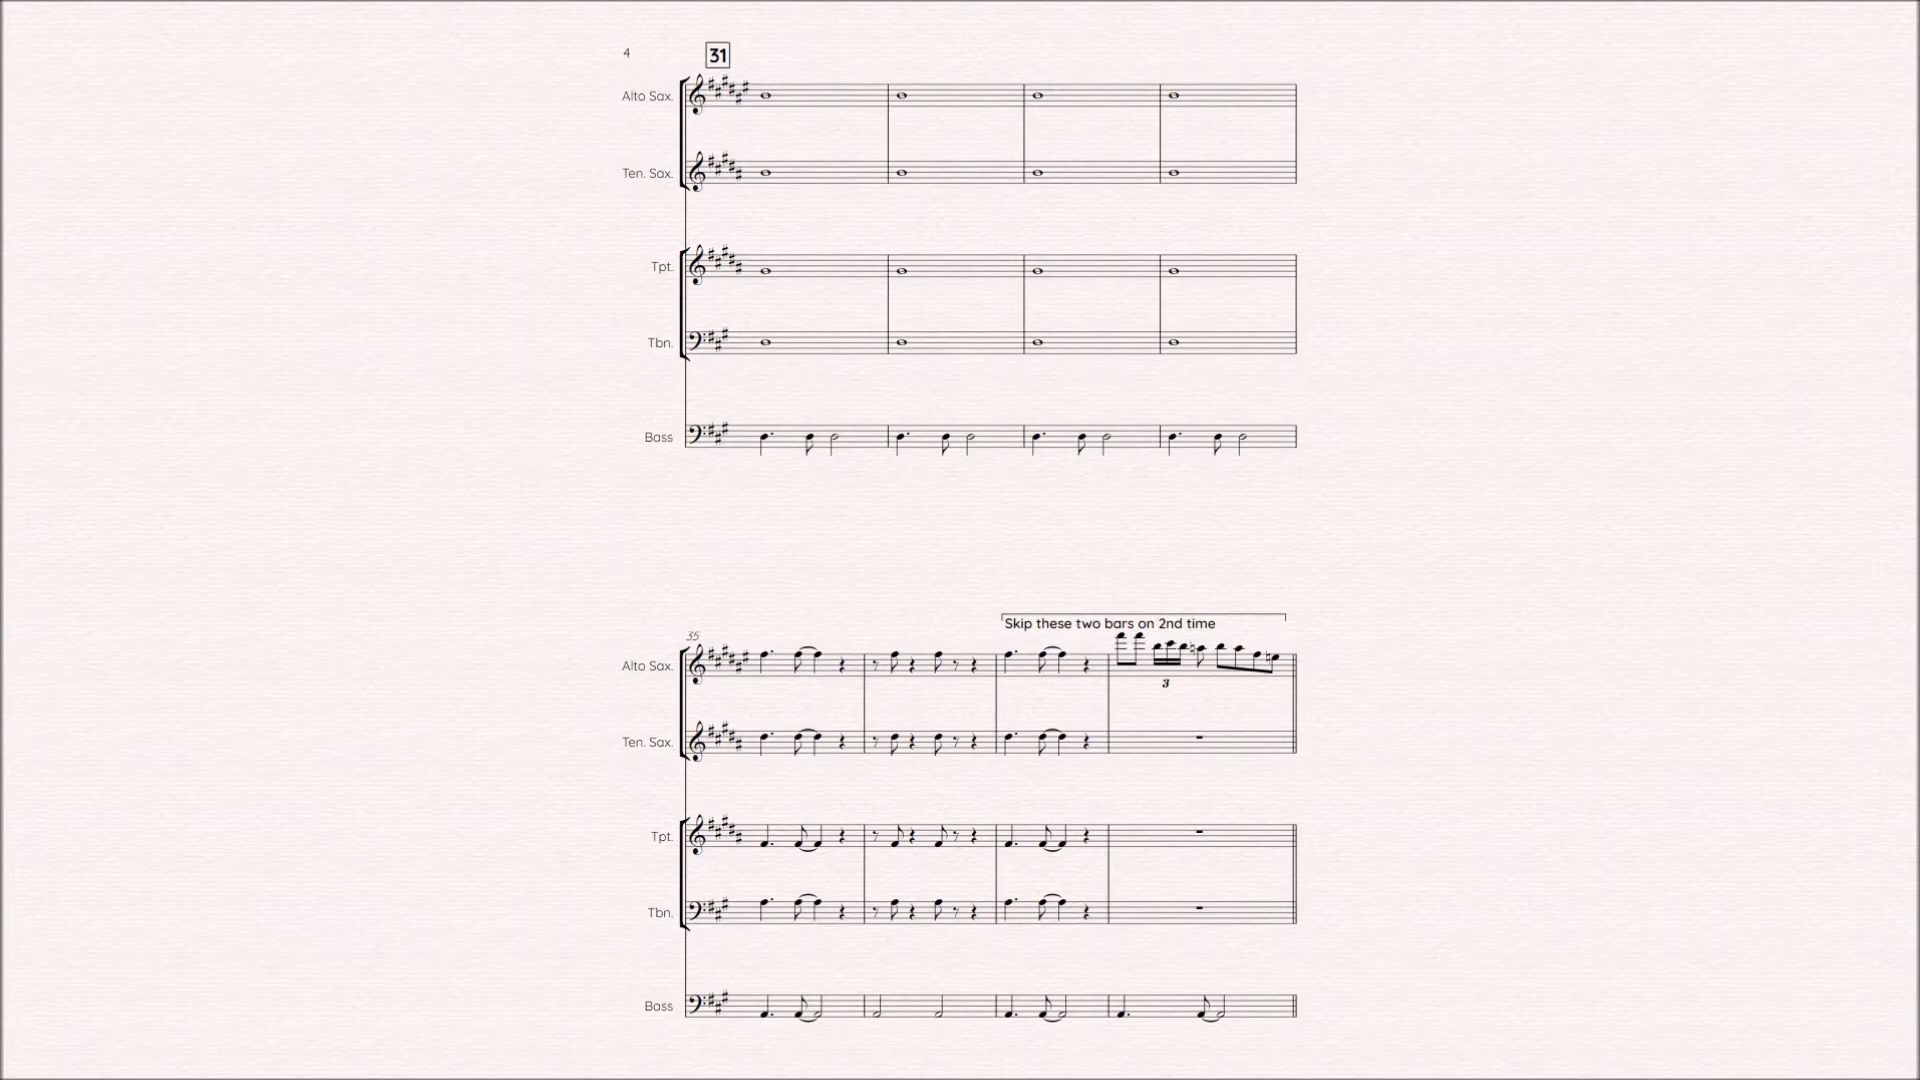 4
31
Alto Sax.
Ten. Sax.
Tpt.
Tbn.
Bass
Skip these two bars on 2nd time
35
Alto Sax.
3
Ten. Sax.
Tpt.
Tbn.
Bass